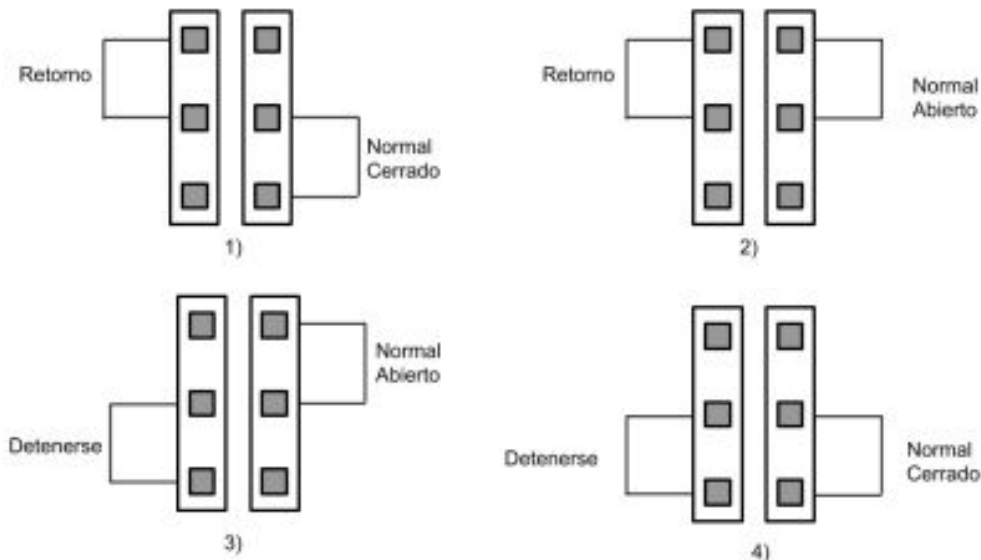 Retorno
Normal
Cerrado
1)
Retorno
Normal
Abierto
2)
Normal
Abierto
Detenerse
3)
Detenerse
Normal
Cerrado
4)